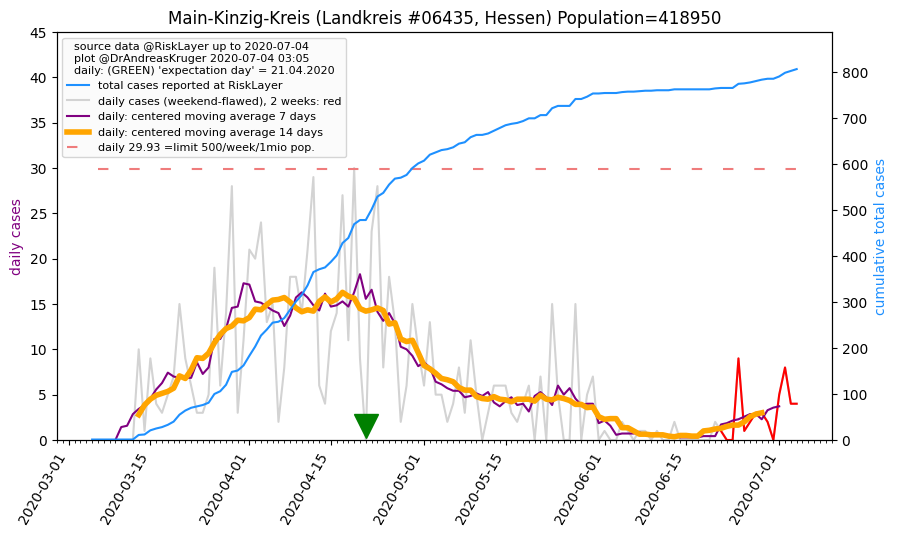 Main-Kinzig-Kreis (Landkreis #06435, Hessen) Population=418950
source data @RiskLayer up to 2020-07-04
plot @DrAndreasKruger 2020-07-04 03:05
daily: (GREEN) 'expectation day' = 21.04.2020
total cases reported at RiskLayer
daily cases (weekend-flawed), 2 weeks: red
daily: centered moving average 7 days
daily: centered moving average 14 days
daily 29.93 =limit 500/week/1mio pop.
daily cases
45
40
35
30
25
20
15
10
5
0
cumulative total cases
800
700
600
500
400
300
200
100
0
2020-03-01
2020-03-15
2020-04-01
2020-04-15
2020-05-01
2020-05-15
2020-06-01
2020-06-15
2020-07-01